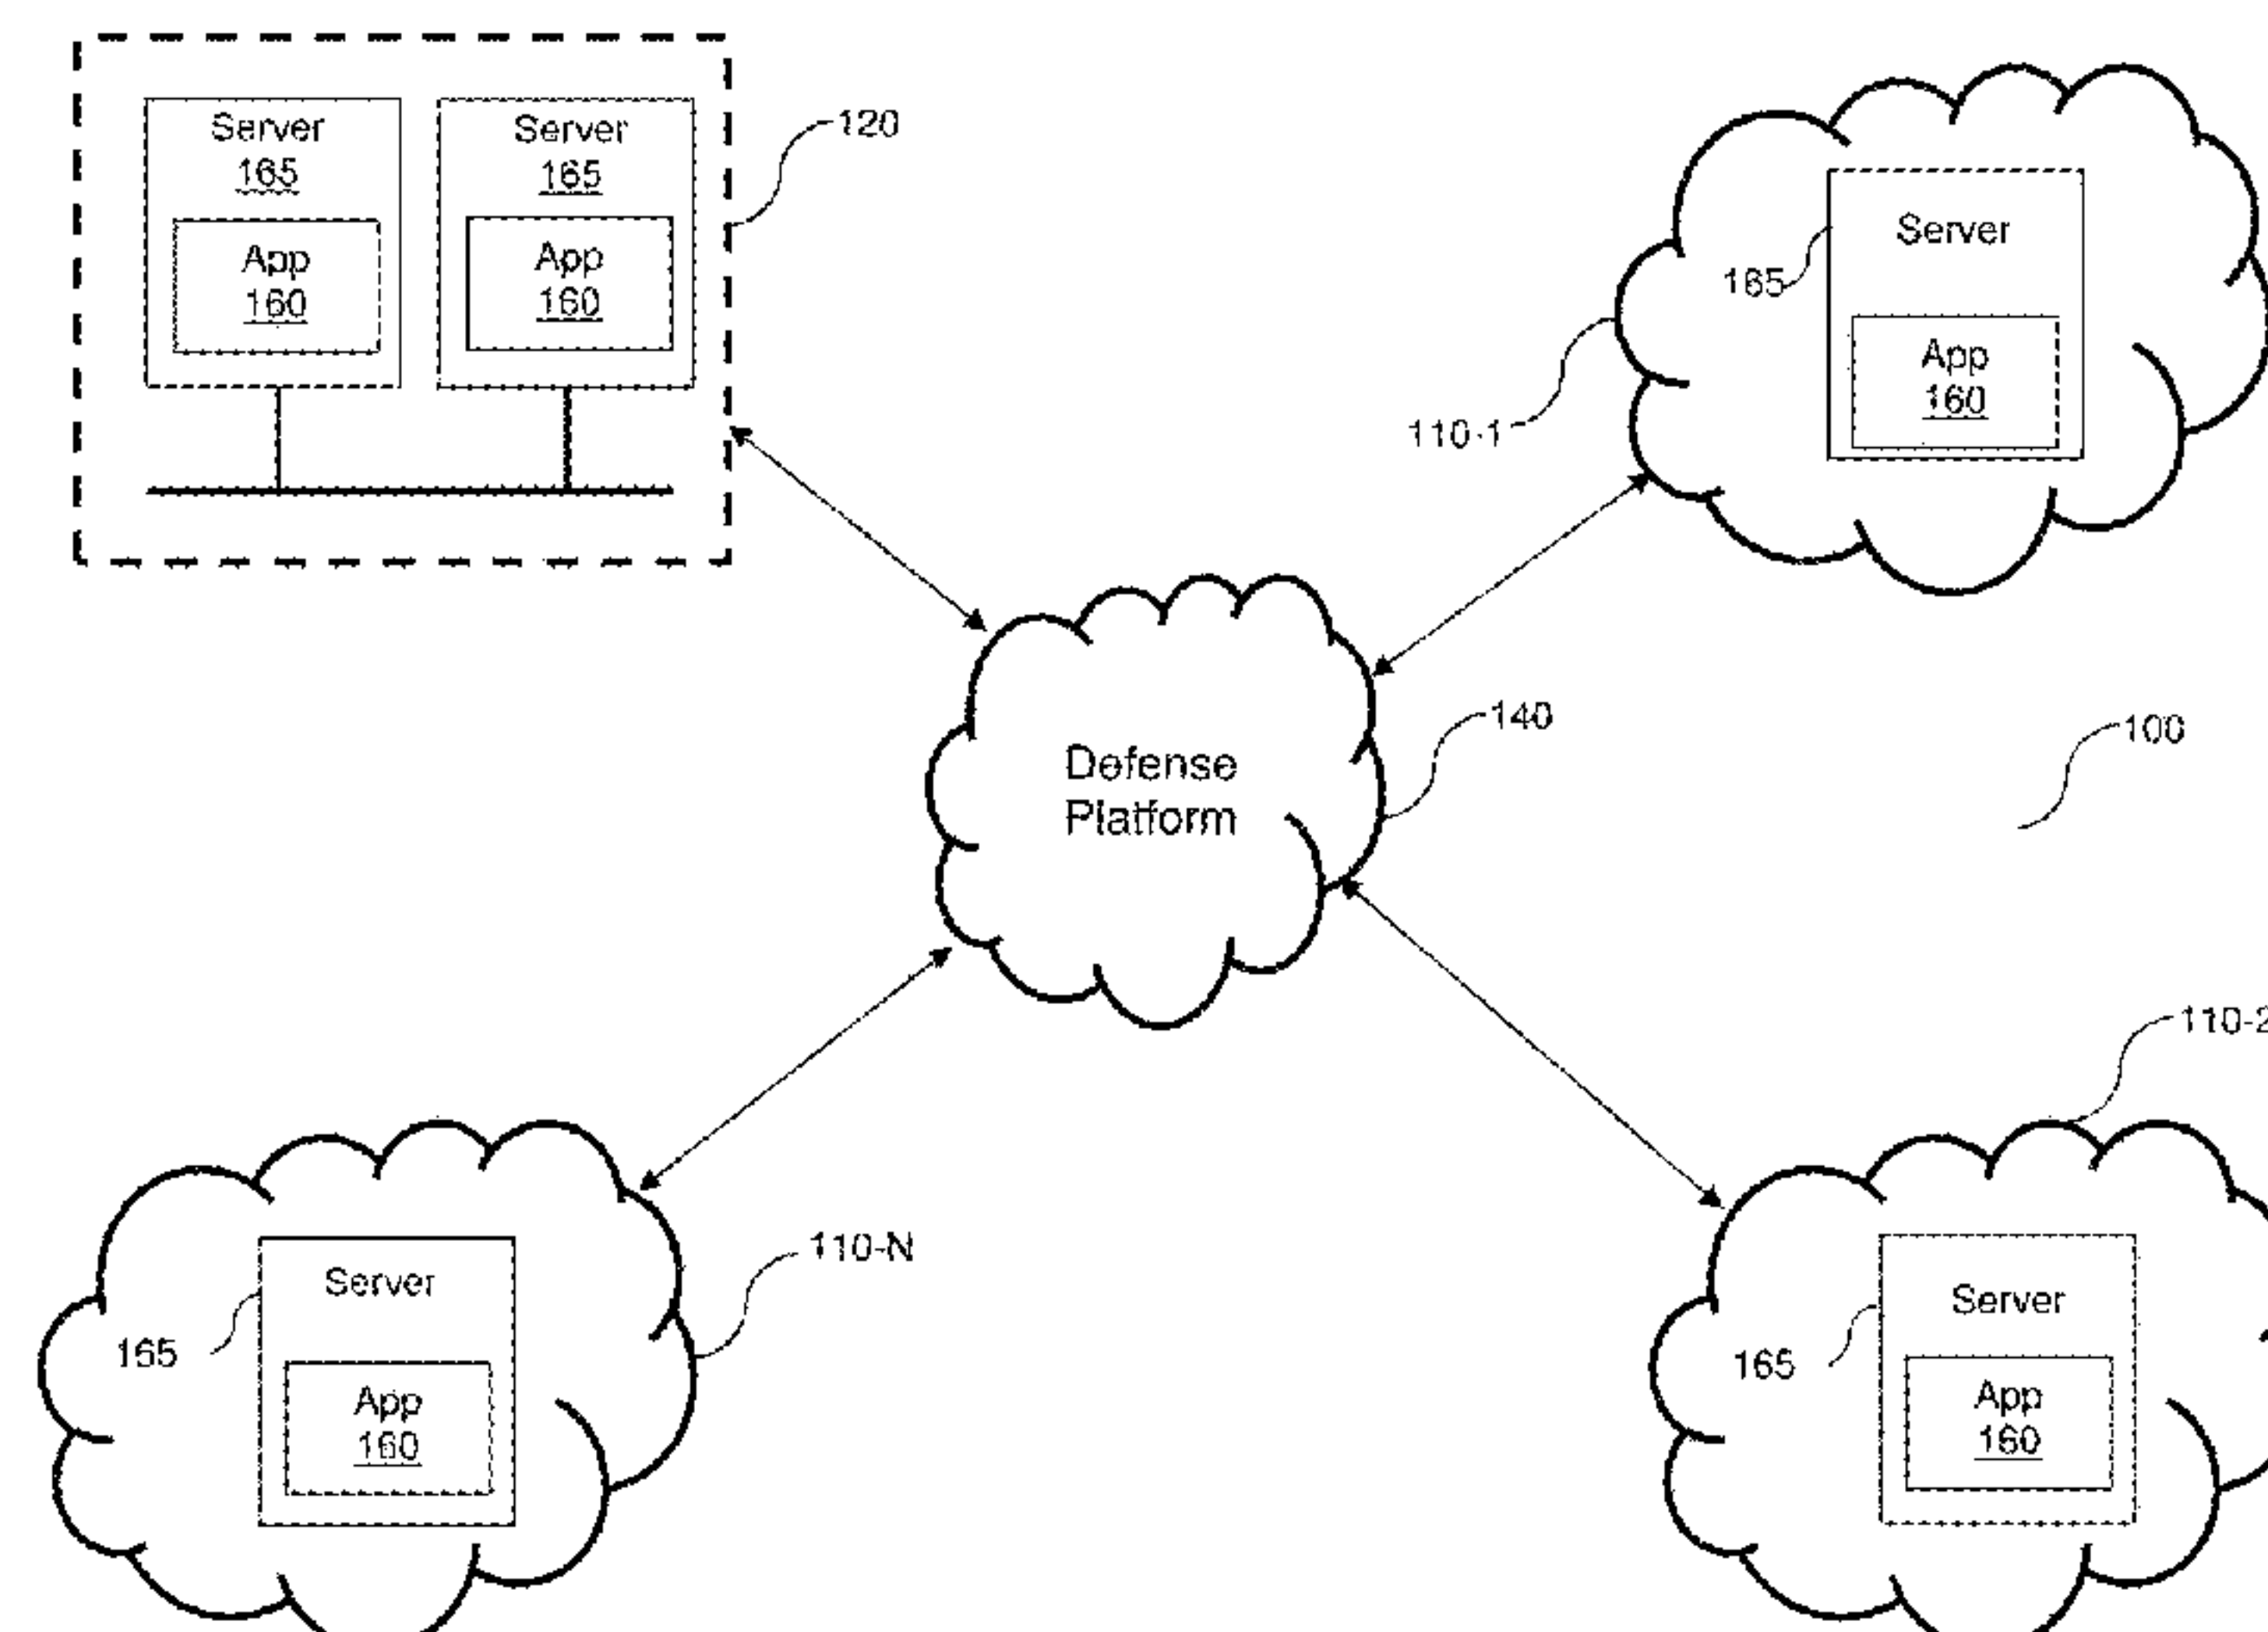 Server
165
App
160
Server
165
App
160
120
Server
165
App
160
110-1
Defense
Platform
140
100
110-2
Server
165
App
160
110-N
Server
165
App
160